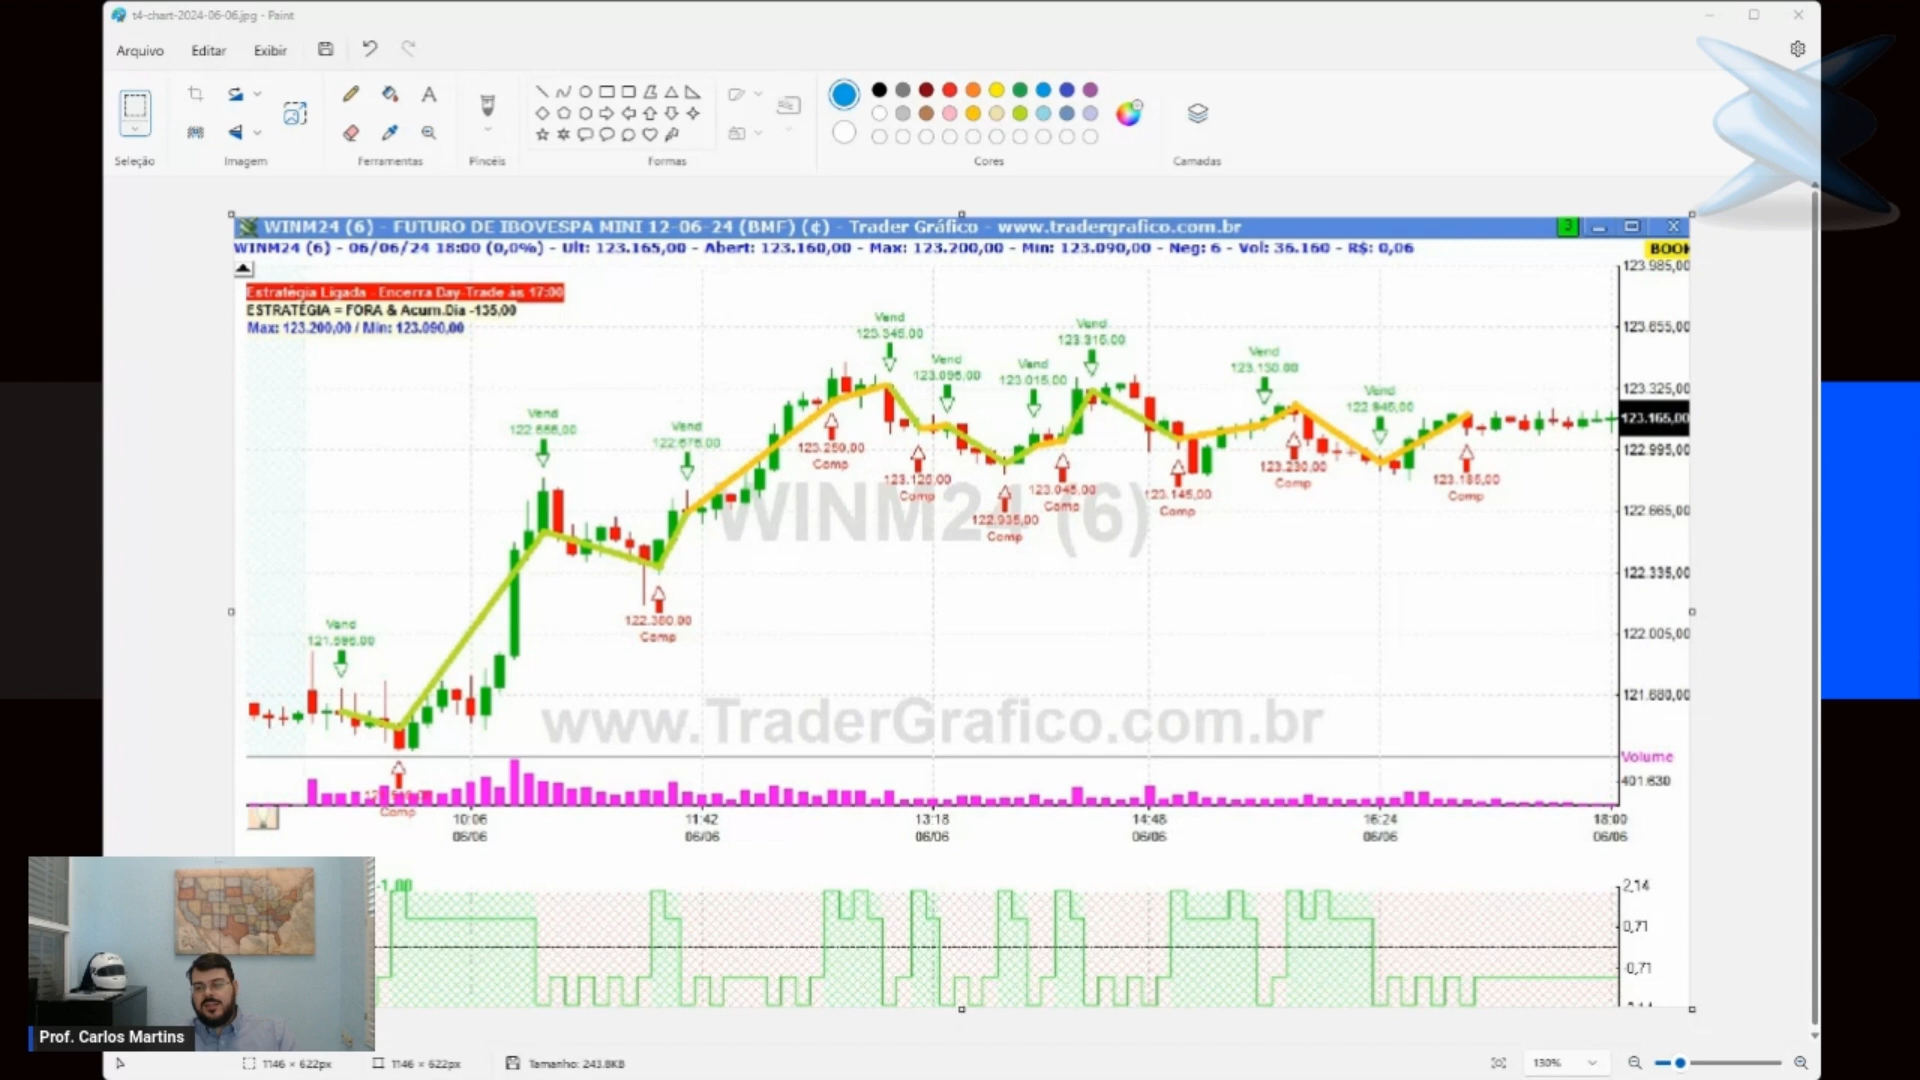 t4-chart-2024-06-06.jpg - Paint
Arquivo Editar Exibir
Seleção Imagem Ferramentas Pincéis Formas Cores Camadas
WINM24 (6) - FUTURO DE IBOVESPA MINI 12-06-24 (BMF) (¢) - Trader Gráfico - www.tradergrafico.com.br
WINM24 (6) - 06/06/24 18:00 (0,0%) - Ult: 123.165,00 - Abert: 123.160,00 - Max: 123.200,00 - Min: 123.090,00 - Neg: 6 - Vol: 36.160 - R$: 0,06
BOOK
123.985,00
Estratégia Ligada - Encerra Day-Trade às 17:00
ESTRATÉGIA = FORA & Acum.Dia -135,00
Max: 123.200,00 / Min: 123.090,00
Vend
123.345,00
Vend
123.315,00
123.655,00
Vend
123.095,00
Vend
123.015,00
Vend
123.130,00
123.325,00
Vend
Vend
123.165,00
Vend
122.995,00
123.250,00
Comp
123.125,00
Comp
123.045,00
Comp
123.145,00
Comp
123.230,00
Comp
123.185,00
Comp
122.935,00
Comp
WINM24 (6)
122.665,00
122.335,00
122.380,00
Comp
122.005,00
Vend
121.595,00
121.680,00
www.TraderGrafico.com.br
Volume
401.630
Comp
10:06 11:42 13:18 14:48 16:24 18:00
06/06 06/06 06/06 06/06 06/06 06/06
-1,00
2,14
0,71
-0,71
Prof. Carlos Martins
1146 × 622px 1146 × 622px Tamanho: 243.8KB 130%